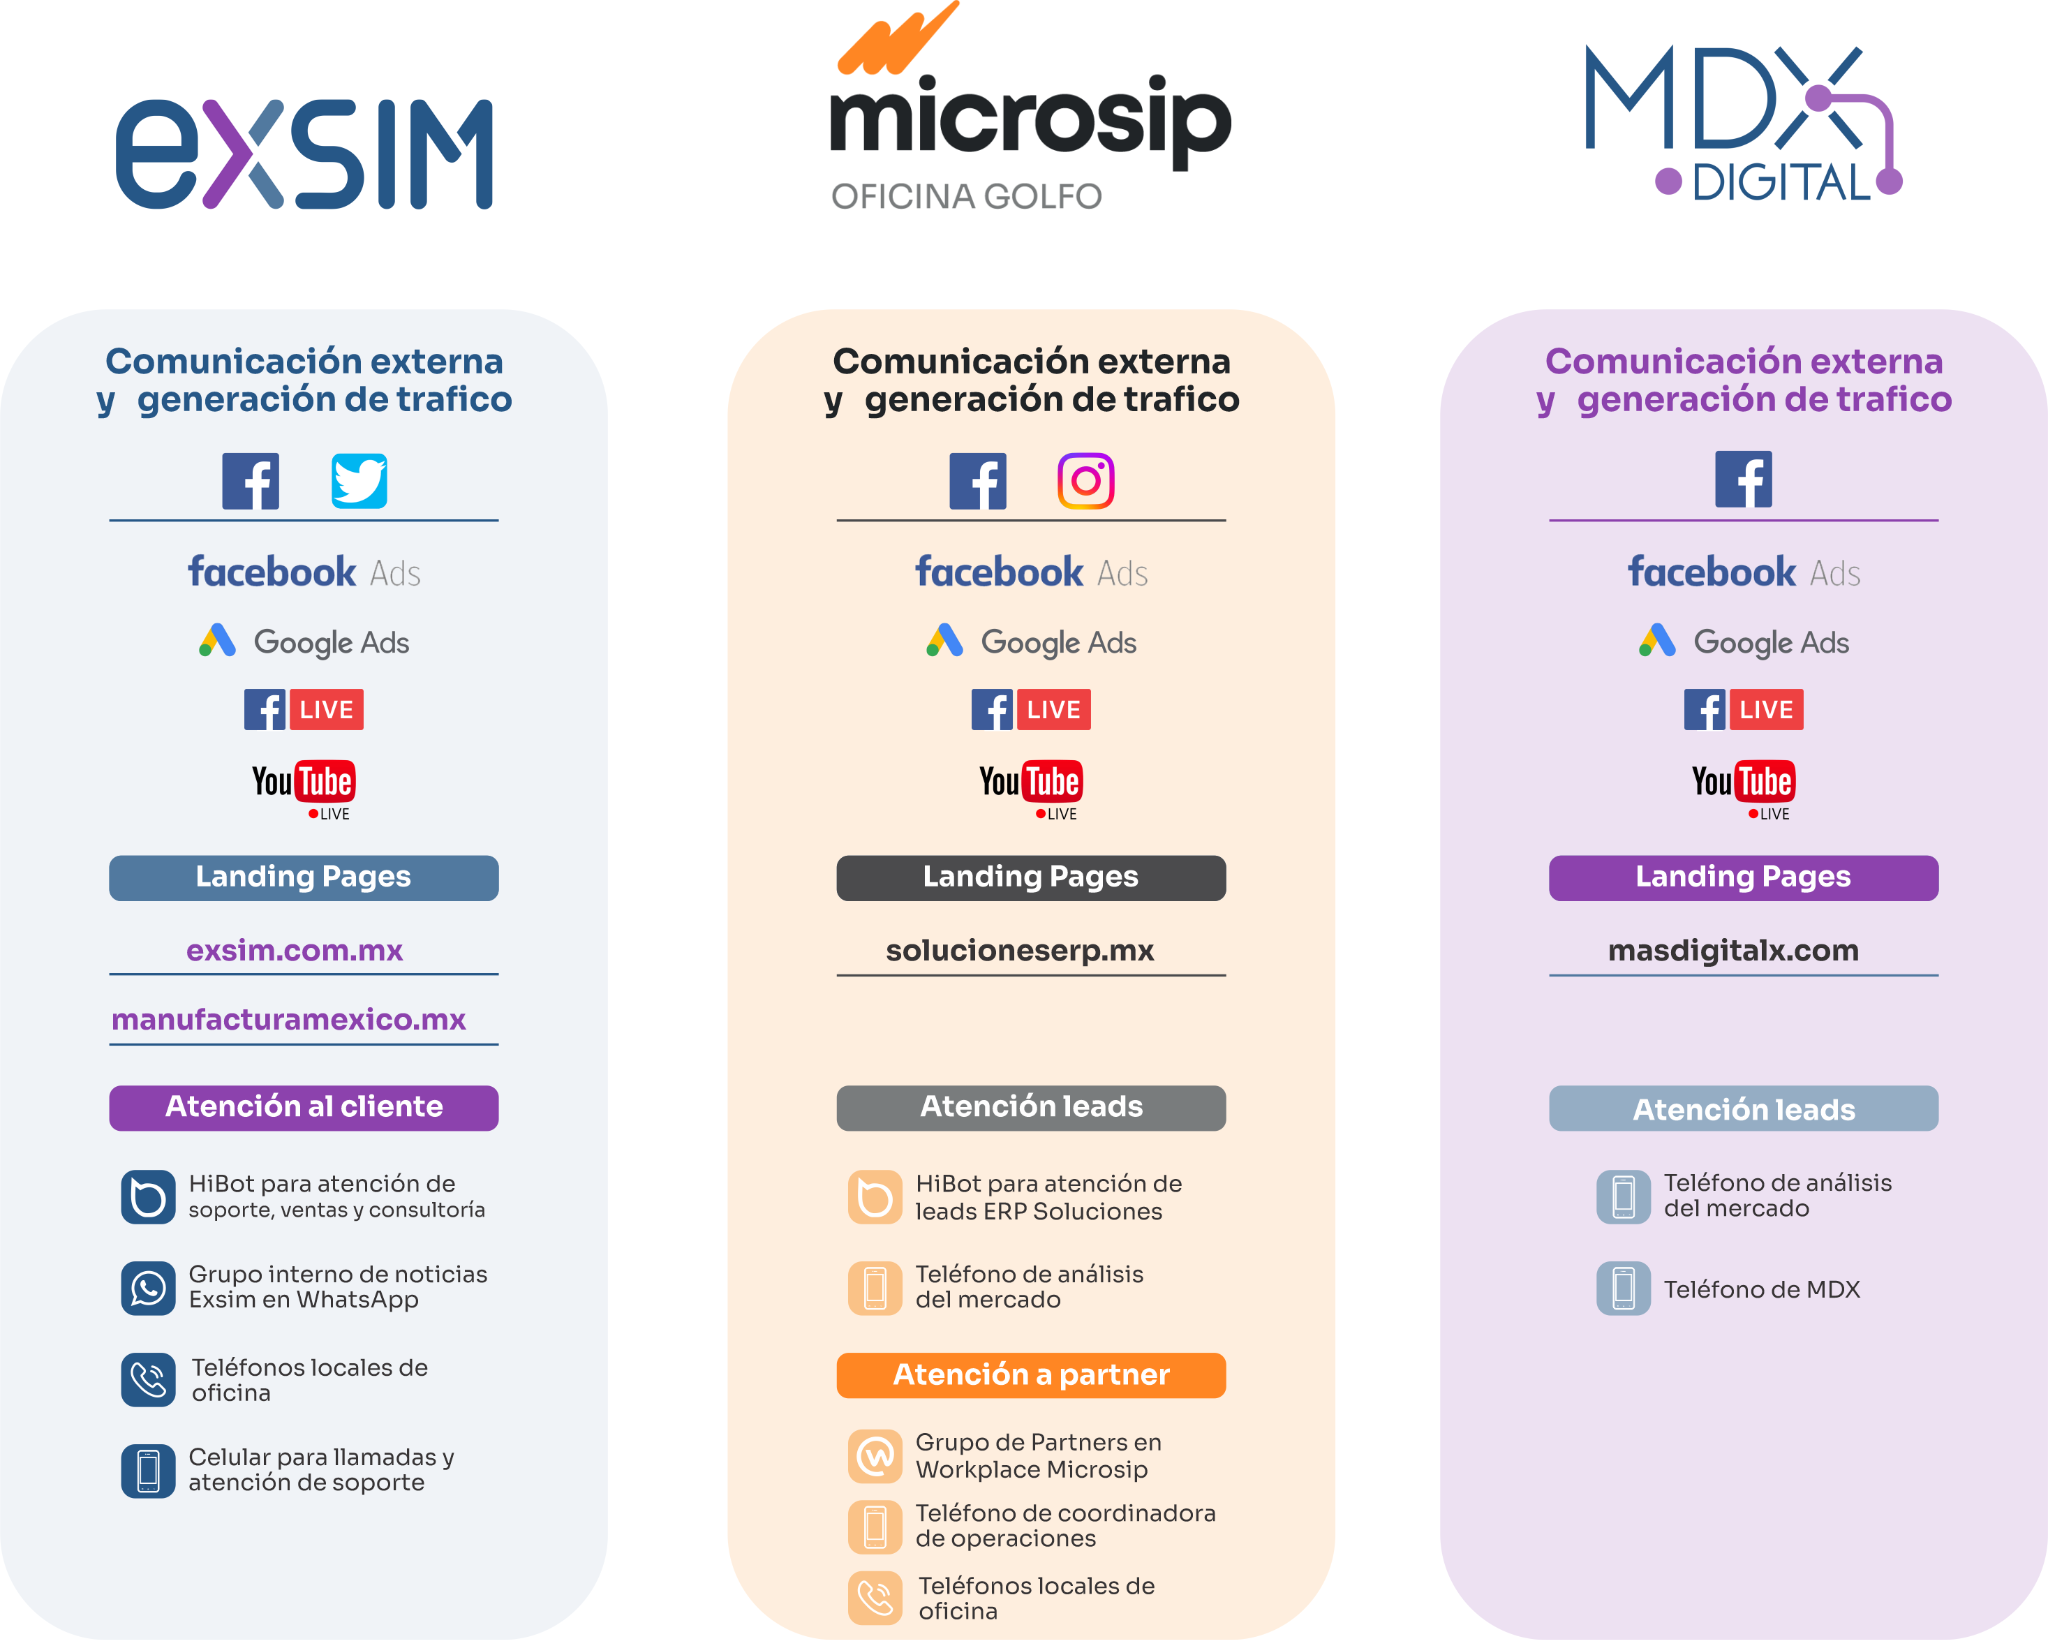 exsim
microsip
OFICINA GOLFO
MDX
DIGITAL
Comunicación externa
y generación de trafico
facebook Ads
Google Ads
LIVE
YouTube
LIVE
Landing Pages
exsim.com.mx
manufacturamexico.mx
Atención al cliente
HiBot para atención de
soporte, ventas y consultoría
Grupo interno de noticias
Exsim en WhatsApp
Teléfonos locales de
oficina
Celular para llamadas y
atención de soporte
Comunicación externa
y generación de trafico
facebook Ads
Google Ads
LIVE
YouTube
LIVE
Landing Pages
solucioneserp.mx
Atención leads
HiBot para atención de
leads ERP Soluciones
Teléfono de análisis
del mercado
Atención a partner
Grupo de Partners en
Workplace Microsip
Teléfono de coordinadora
de operaciones
Teléfonos locales de
oficina
Comunicación externa
y generación de trafico
facebook Ads
Google Ads
LIVE
YouTube
LIVE
Landing Pages
masdigitalx.com
Atención leads
Teléfono de análisis
del mercado
Teléfono de MDX